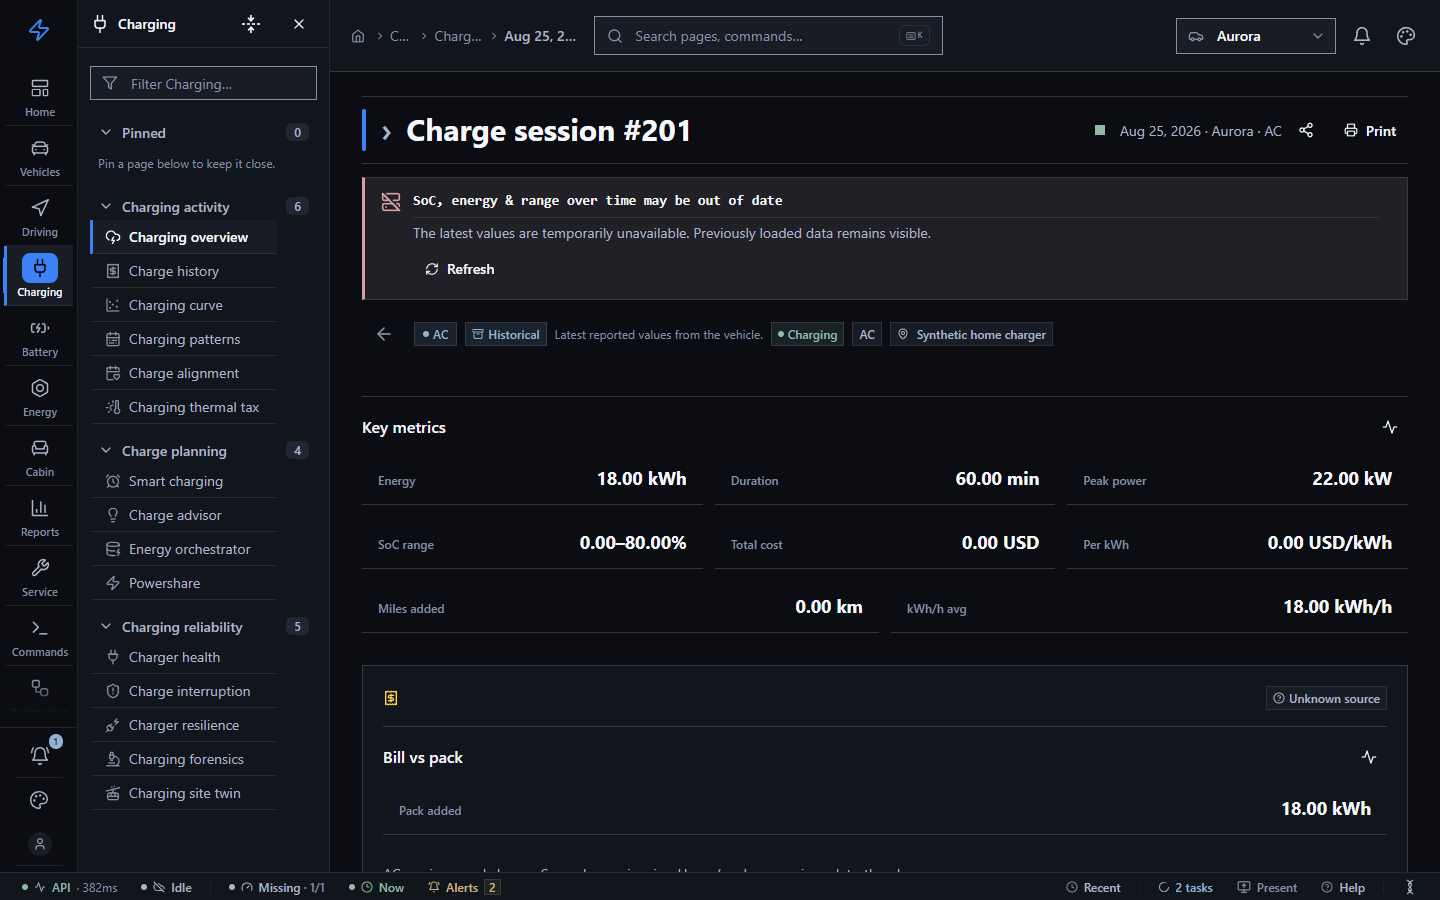 Charging
C...
Charg...
Aug 25, 2...
Search pages, commands...
K
Aurora
Home
Vehicles
Driving
Charging
Battery
Energy
Cabin
Reports
Service
Commands
1
Filter Charging...
Pinned
0
Pin a page below to keep it close.
Charging activity
6
Charging overview
Charge history
Charging curve
Charging patterns
Charge alignment
Charging thermal tax
Charge planning
4
Smart charging
Charge advisor
Energy orchestrator
Powershare
Charging reliability
5
Charger health
Charge interruption
Charger resilience
Charging forensics
Charging site twin
Charge session #201
Aug 25, 2026 · Aurora · AC
Print
SoC, energy & range over time may be out of date
The latest values are temporarily unavailable. Previously loaded data remains visible.
Refresh
AC
Historical
Latest reported values from the vehicle.
Charging
AC
Synthetic home charger
Key metrics
Energy
18.00 kWh
Duration
60.00 min
Peak power
22.00 kW
SoC range
0.00–80.00%
Total cost
0.00 USD
Per kWh
0.00 USD/kWh
Miles added
0.00 km
kWh/h avg
18.00 kWh/h
Unknown source
Bill vs pack
Pack added
18.00 kWh
API · 382ms
Idle
Missing · 1/1
Now
Alerts 2
Recent
2 tasks
Present
Help